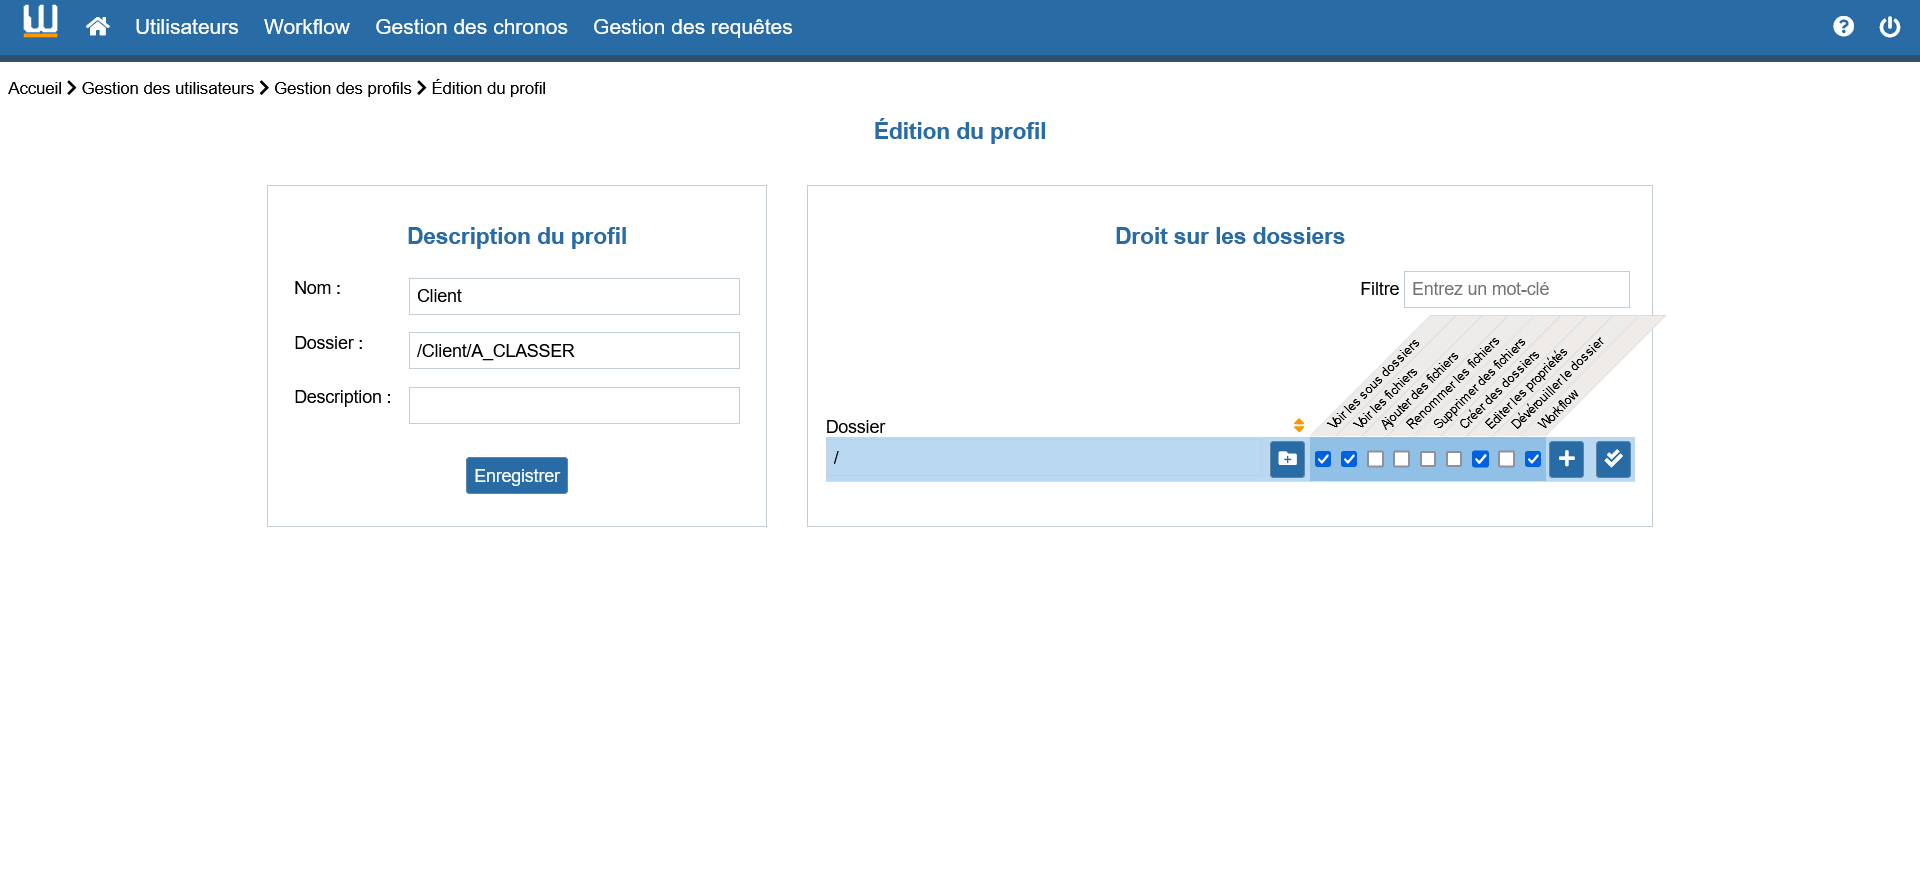 Utilisateurs Workflow Gestion des chronos Gestion des requêtes
Accueil Gestion des utilisateurs Gestion des profils Édition du profil
Édition du profil
Description du profil
Nom : Client
Dossier : /Client/A_CLASSER
Description :
Enregistrer
Droit sur les dossiers
Filtre Entrez un mot-clé
Dossier
Voir les sous dossiers
Voir les fichiers
Ajouter des fichiers
Renommer les fichiers
Supprimer des fichiers
Créer des dossiers
Editer les propriétés
Dévérouiller le dossier
Workflow
/